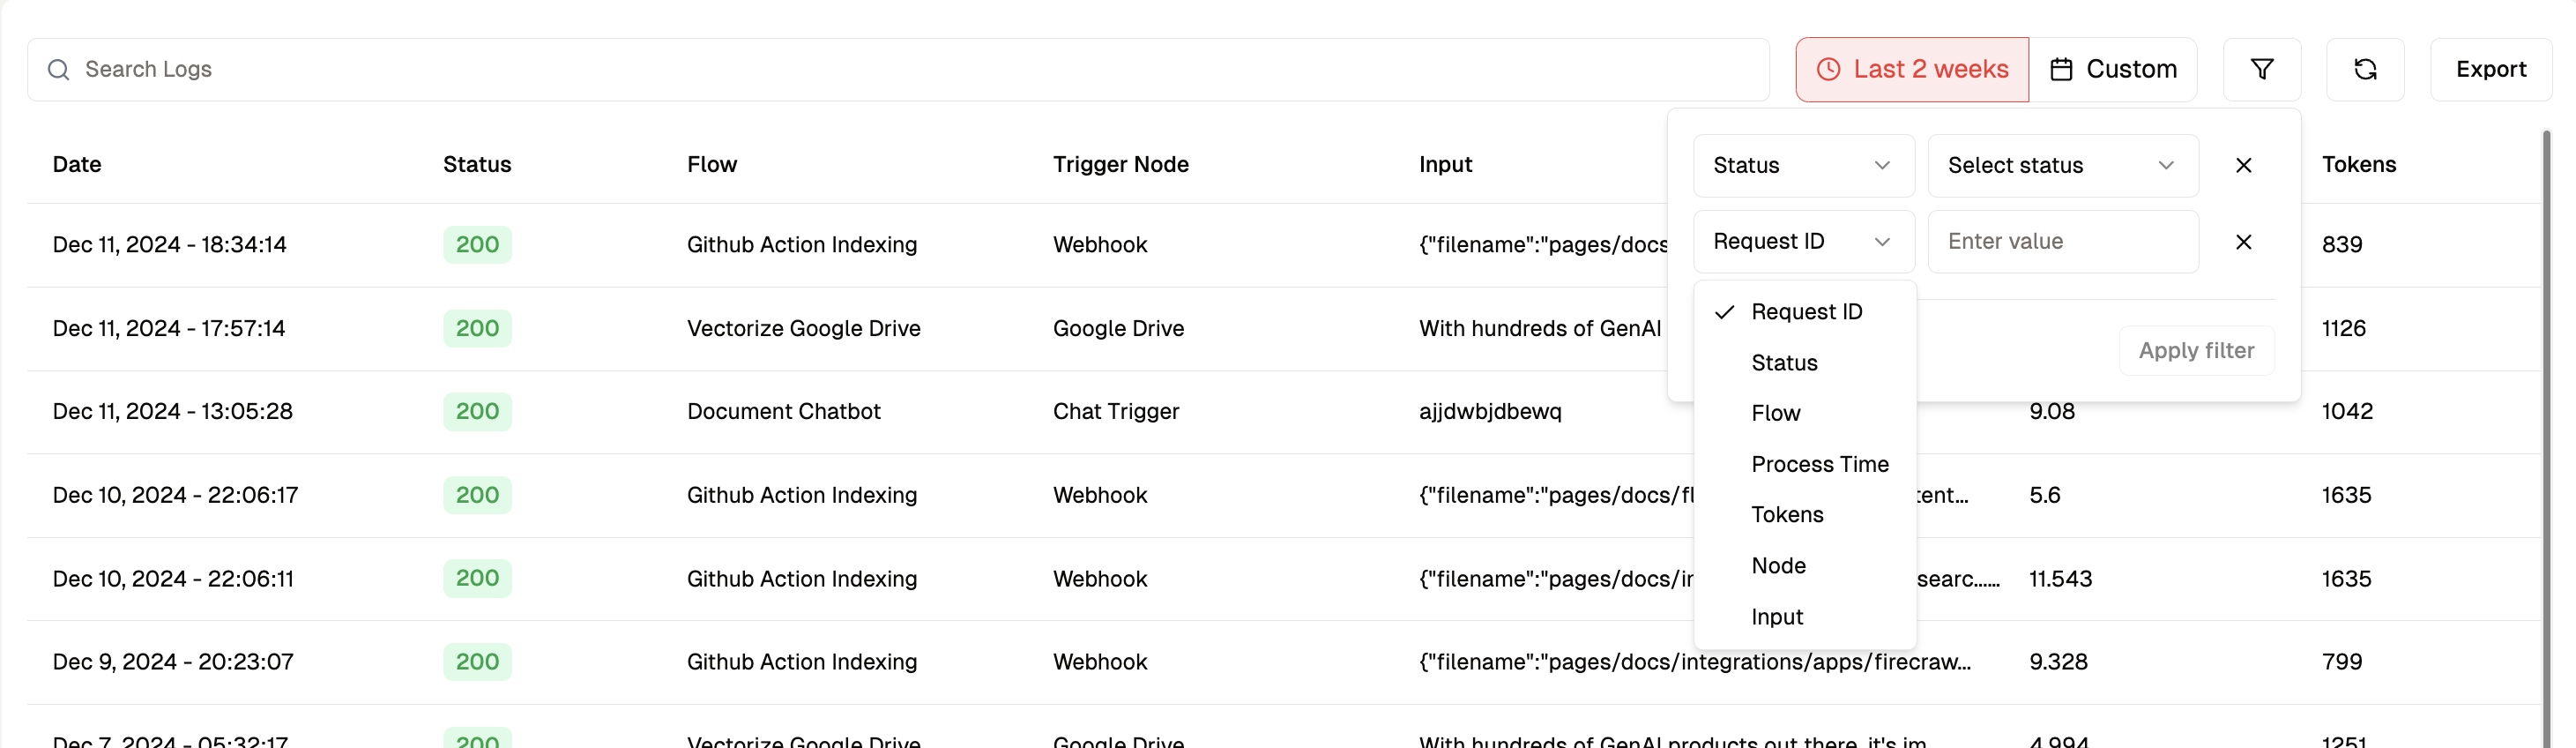 Search Logs
Last 2 weeks
Custom
Export
Date Status Flow Trigger Node Input Tokens
Status Select status
Request ID Enter value
Request ID
Status
Flow
Process Time
Tokens
Node
Input
Apply filter
Dec 11, 2024 - 18:34:14 200 Github Action Indexing Webhook {"filename":"pages/docs 839
Dec 11, 2024 - 17:57:14 200 Vectorize Google Drive Google Drive With hundreds of GenAI 1126
Dec 11, 2024 - 13:05:28 200 Document Chatbot Chat Trigger ajjdwbjdbewq 9.08 1042
Dec 10, 2024 - 22:06:17 200 Github Action Indexing Webhook {"filename":"pages/docs/fl tent... 5.6 1635
Dec 10, 2024 - 22:06:11 200 Github Action Indexing Webhook {"filename":"pages/docs/in searc...... 11.543 1635
Dec 9, 2024 - 20:23:07 200 Github Action Indexing Webhook {"filename":"pages/docs/integrations/apps/firecraw... 9.328 799
Dec 7, 2024 - 05:32:17 200 Vectorize Google Drive Google Drive With hundreds of GenAI products out there, it's im 4.994 1251